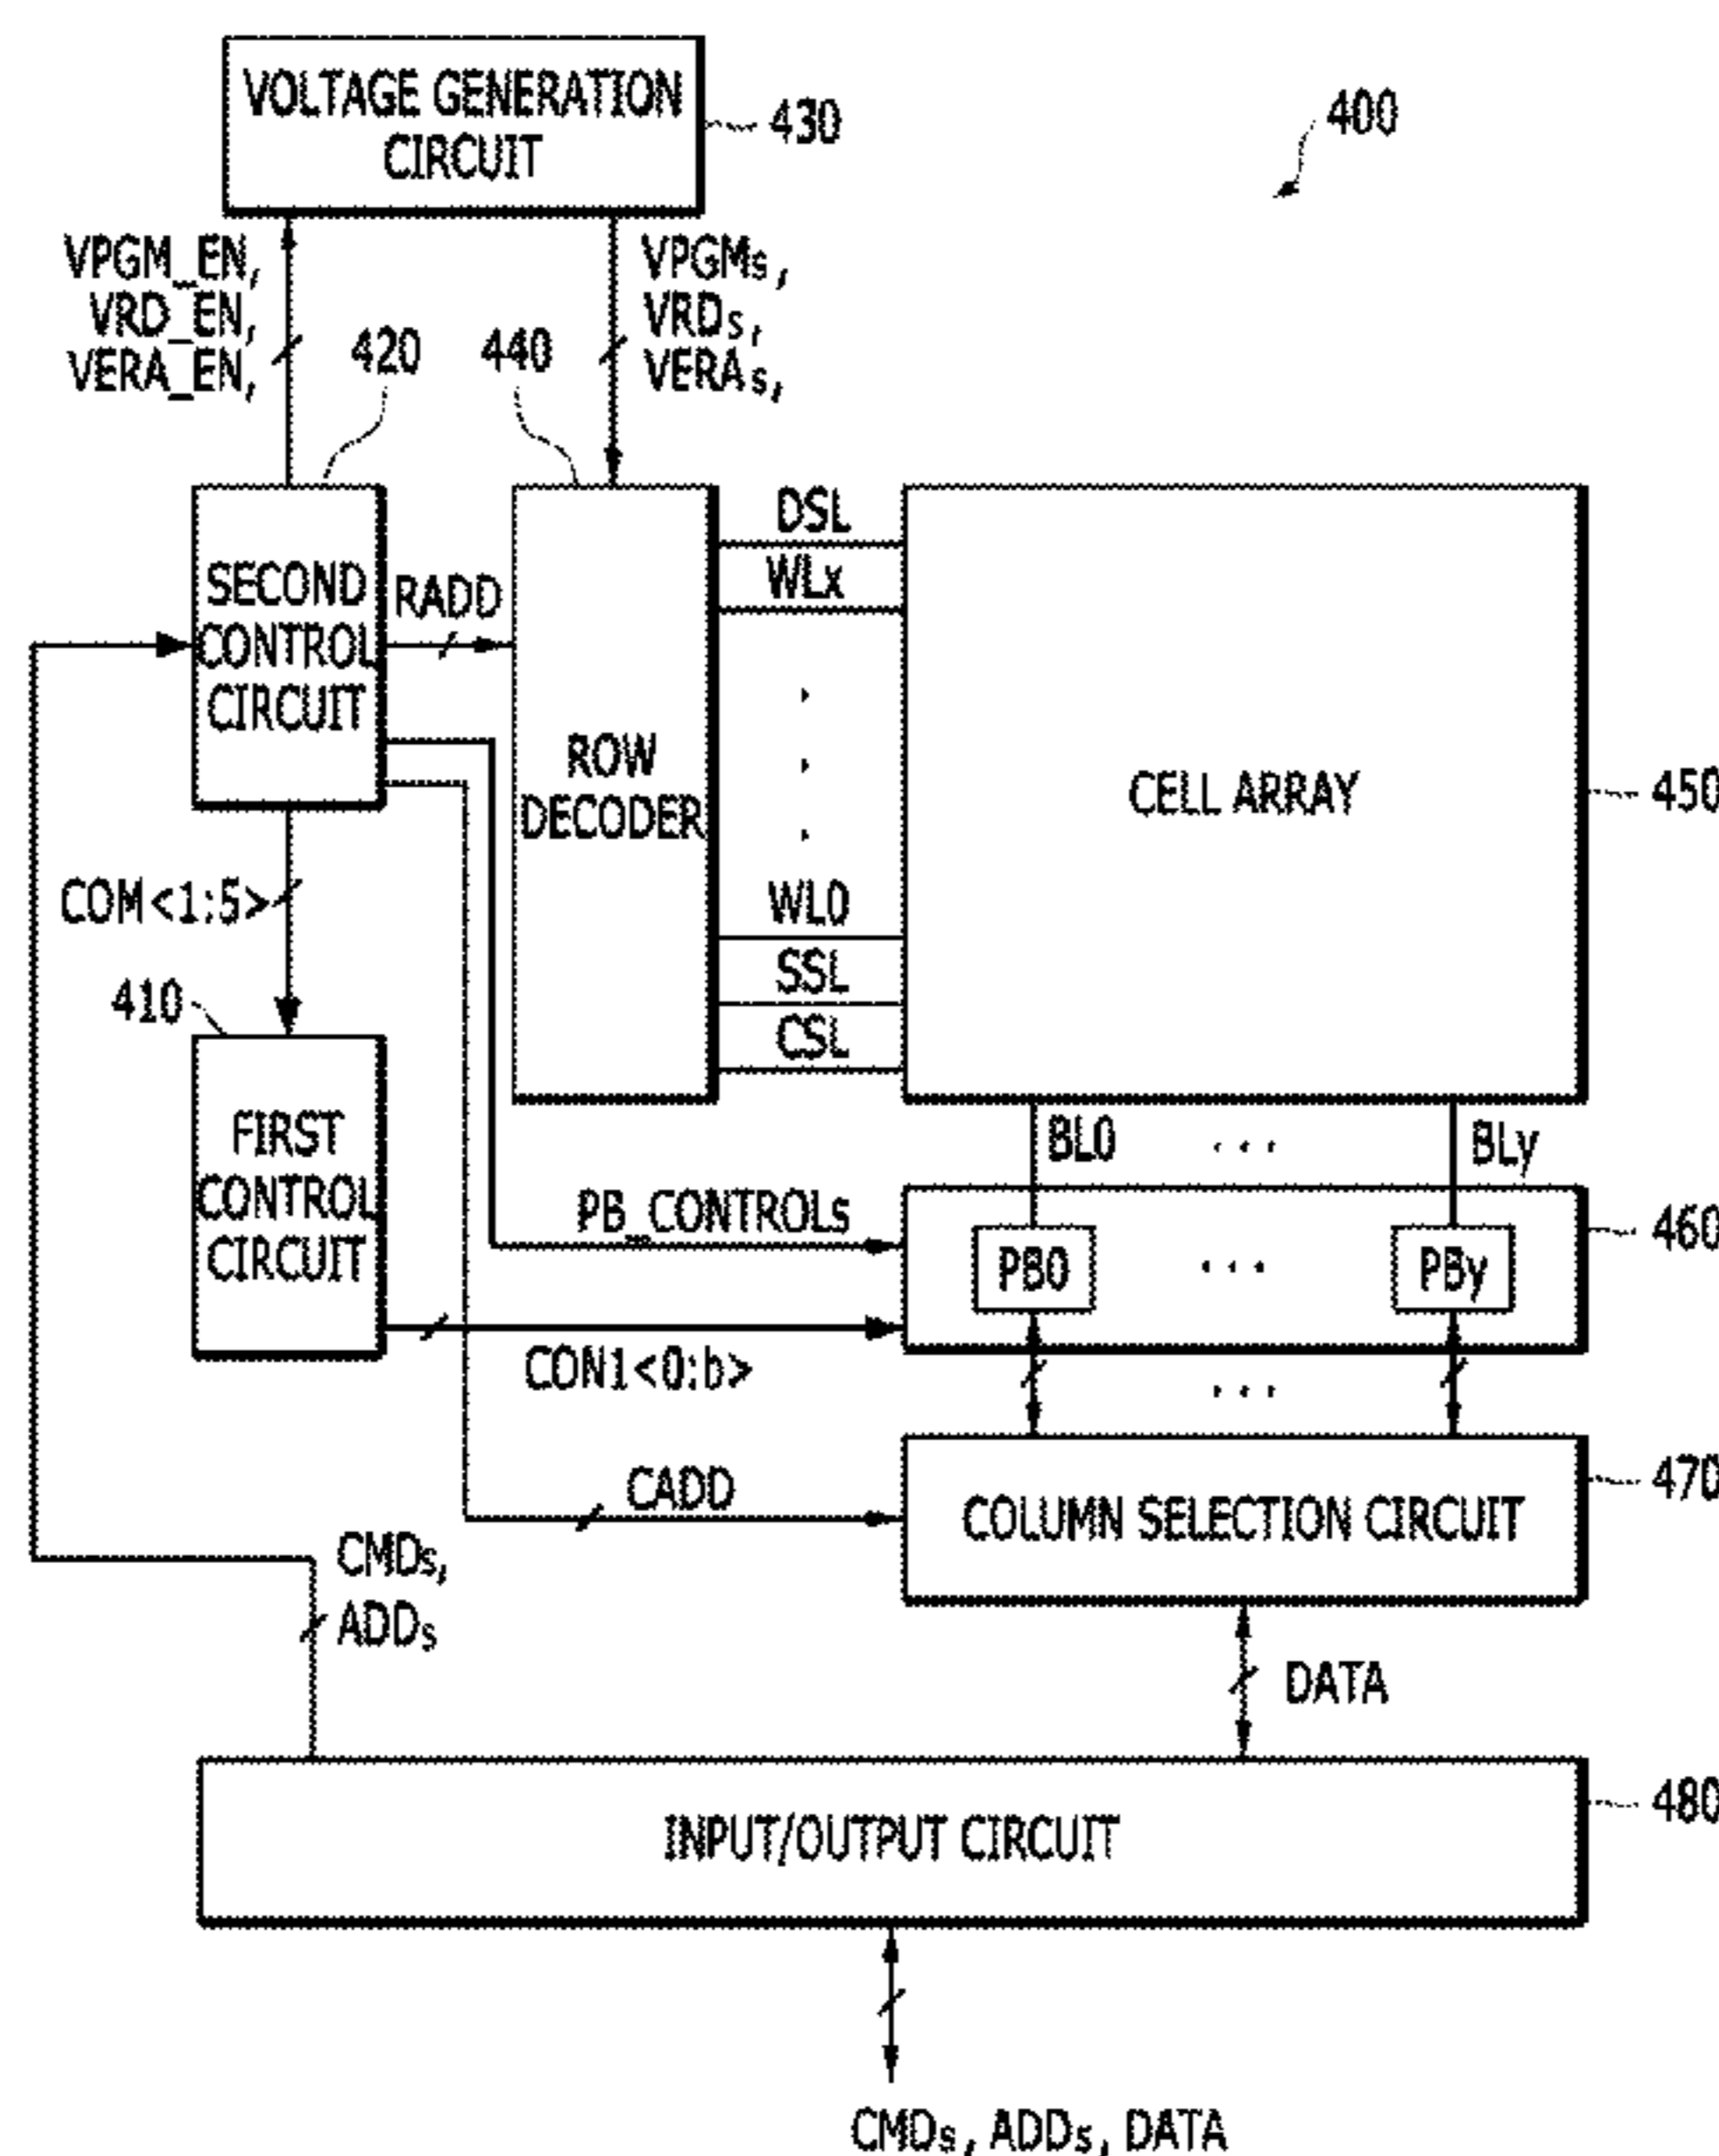 VOLTAGE GENERATION
CIRCUIT
430
400
VPGM_EN,
VRD_EN,
VERA_EN,
VPGMs,
VRDs,
VERAs,
420
440
SECOND
CONTROL
CIRCUIT
RADD
ROW
DECODER
DSL
WLx
.
.
.
WL0
SSL
CSL
CELL ARRAY
450
COM<1:5>
410
FIRST
CONTROL
CIRCUIT
BL0
...
BLy
PB_CONTROLs
PB0
...
PBy
460
CON1<0:b>
...
CADD
COLUMN SELECTION CIRCUIT
470
CMDs,
ADDs
DATA
INPUT/OUTPUT CIRCUIT
480
CMDs, ADDs, DATA